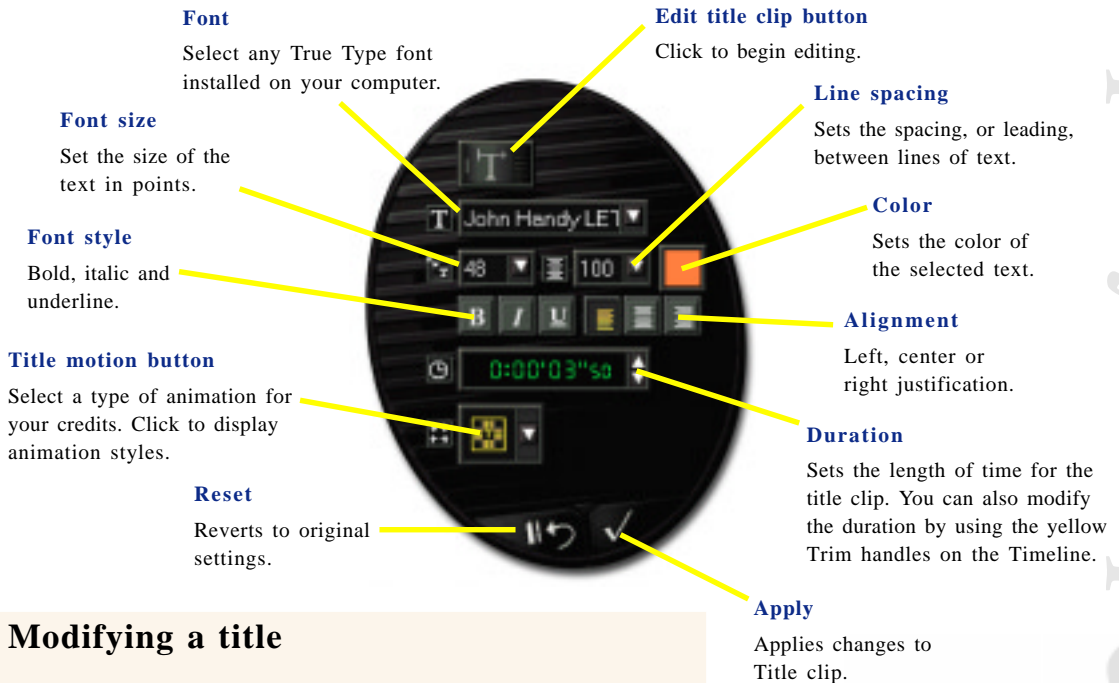 Font
Select any True Type font
installed on your computer.
Edit title clip button
Click to begin editing.
Font size
Set the size of the
text in points.
Line spacing
Sets the spacing, or leading,
between lines of text.
Font style
Bold, italic and
underline.
Color
Sets the color of
the selected text.
T
T
John Handy LET
48
100
B I U
0:00'03"50
Title motion button
Select a type of animation for
your credits. Click to display
animation styles.
Alignment
Left, center or
right justification.
Duration
Sets the length of time for the
title clip. You can also modify
the duration by using the yellow
Trim handles on the Timeline.
Reset
Reverts to original
settings.
Apply
Applies changes to
Title clip.
Modifying a title